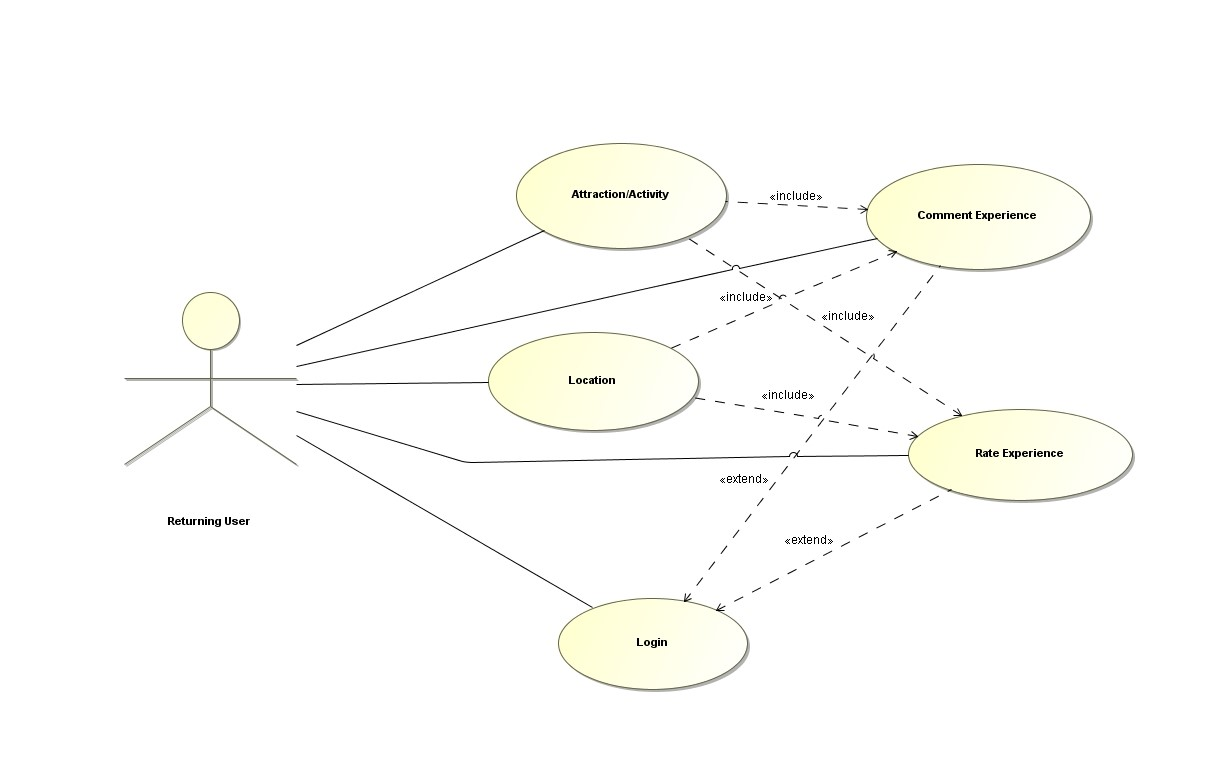 Attraction/Activity
«include»
Comment Experience
«include»
«include»
Location
«include»
Rate Experience
«extend»
Returning User
«extend»
Login